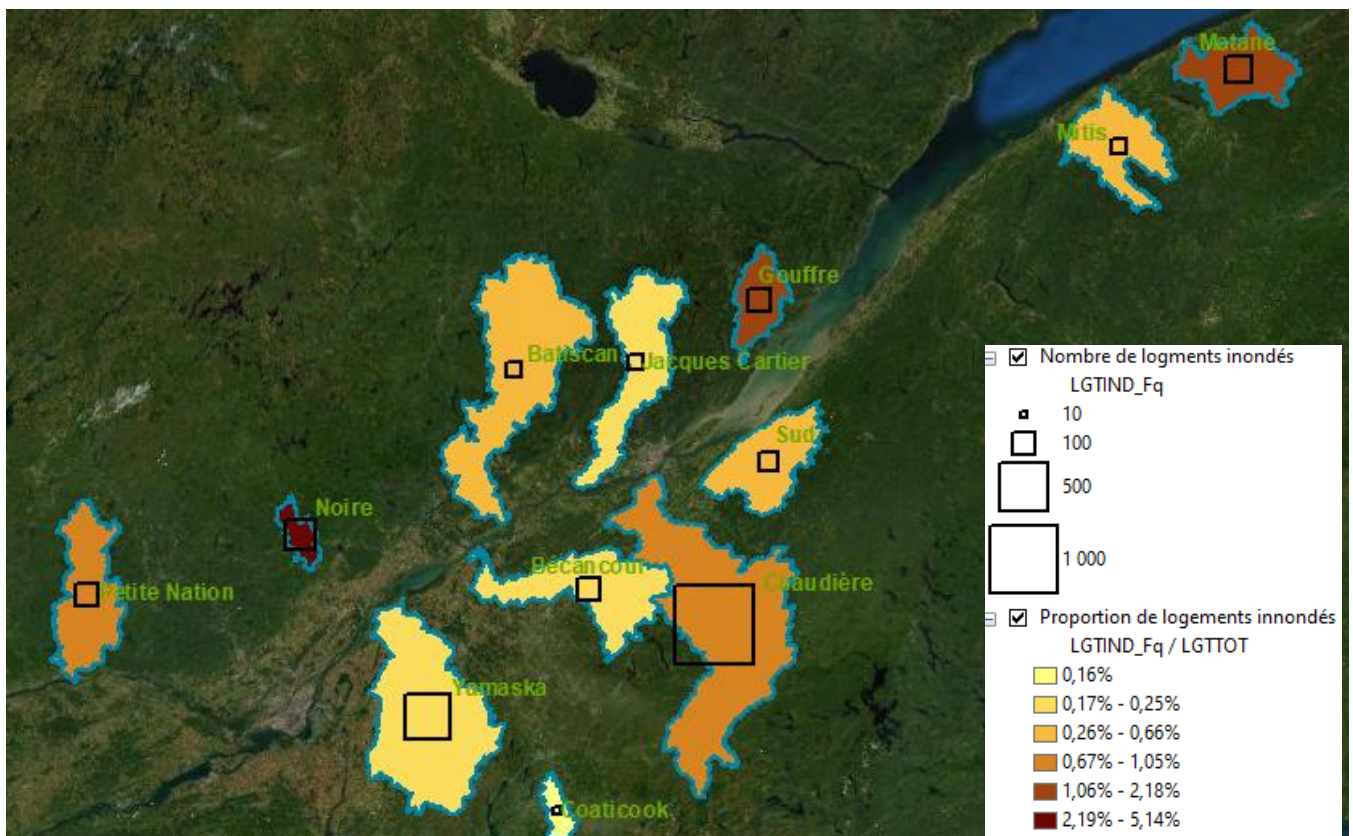 Matane
Mitis
Gouffre
Batiscan
Jacques Cartier
Sud
Noire
Petite Nation
Bécancour
Chaudière
Yamaska
Coaticook
Nombre de logments inondés
LGTIND_Fq
10
100
500
1 000
Proportion de logements innondés
LGTIND_Fq / LGTTOT
0,16%
0,17% - 0,25%
0,26% - 0,66%
0,67% - 1,05%
1,06% - 2,18%
2,19% - 5,14%